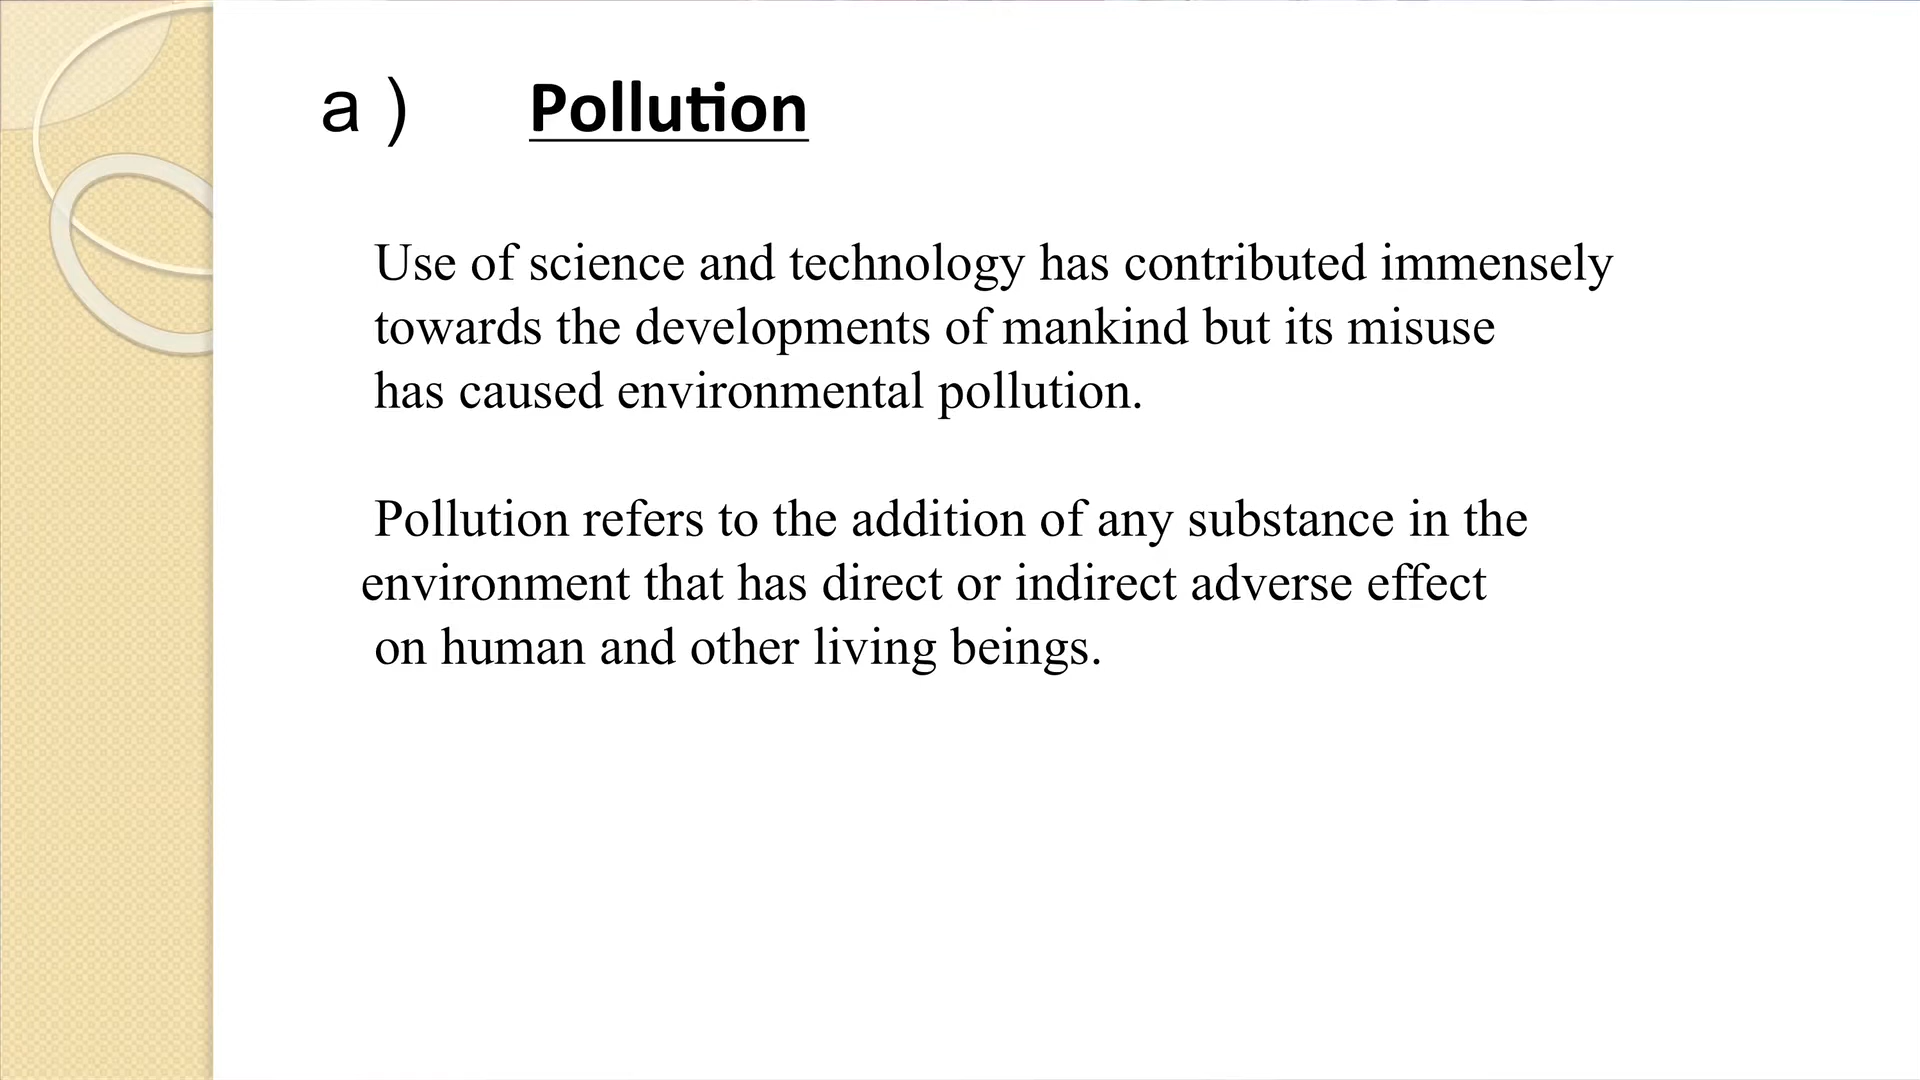 a )  Pollution
Use of science and technology has contributed immensely
towards the developments of mankind but its misuse
has caused environmental pollution.
Pollution refers to the addition of any substance in the
environment that has direct or indirect adverse effect
on human and other living beings.